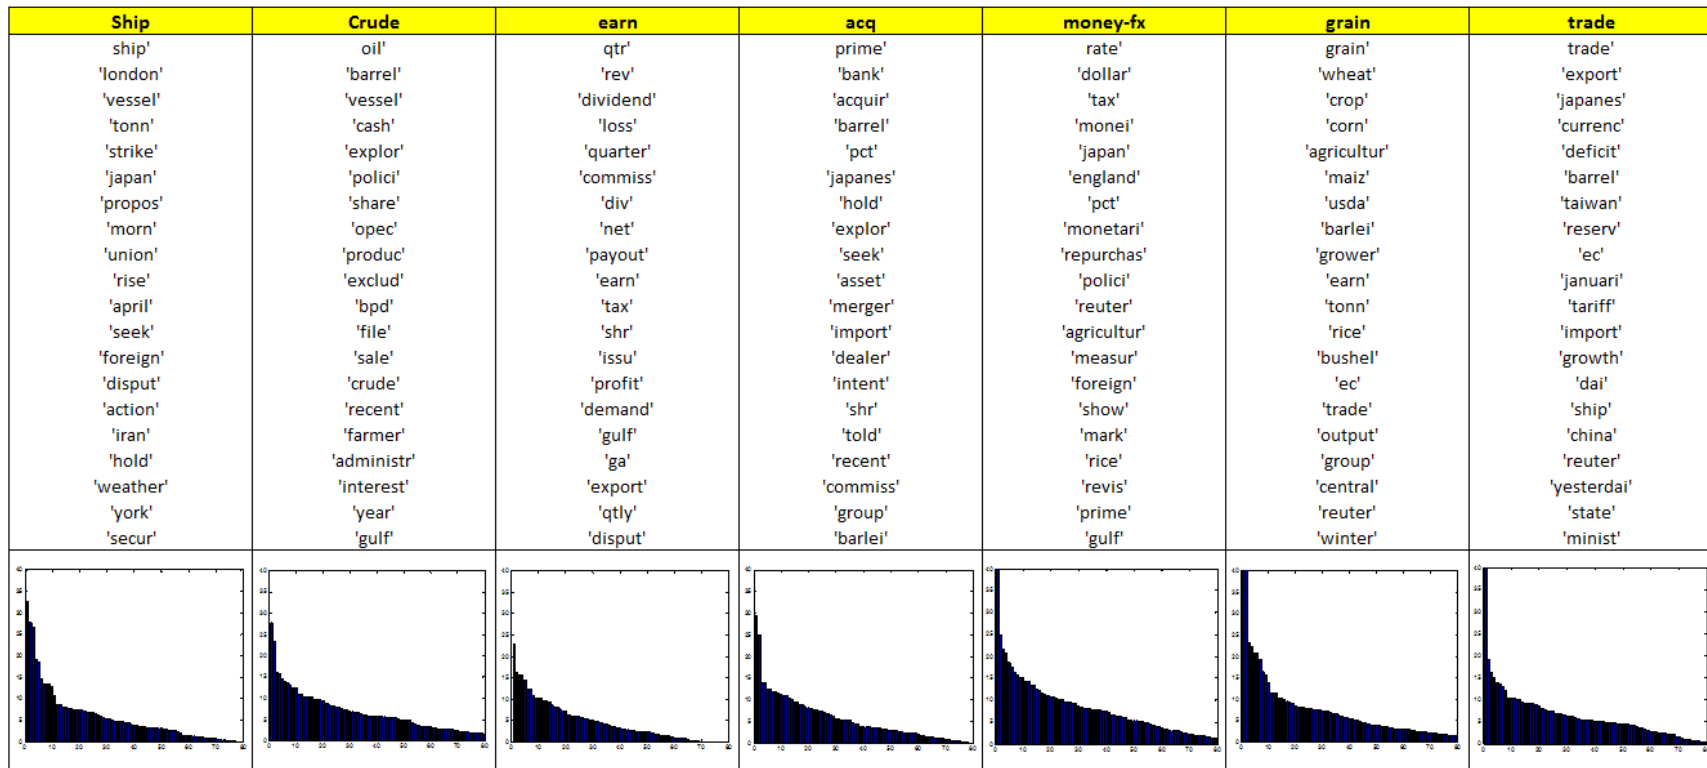 Ship Crude earn acq money-fx grain trade
ship' oil' qtr' prime' rate' grain' trade'
'london' 'barrel' 'rev' 'bank' 'dollar' 'wheat' 'export'
'vessel' 'vessel' 'dividend' 'acquir' 'tax' 'crop' 'japanes'
'tonn' 'cash' 'loss' 'barrel' 'monei' 'corn' 'currenc'
'strike' 'explor' 'quarter' 'pct' 'japan' 'agricultur' 'deficit'
'japan' 'polici' 'commiss' 'japanes' 'england' 'maiz' 'barrel'
'propos' 'share' 'div' 'hold' 'pct' 'usda' 'taiwan'
'morn' 'opec' 'net' 'explor' 'monetari' 'barlei' 'reserv'
'union' 'produc' 'payout' 'seek' 'repurchas' 'grower' 'ec'
'rise' 'exclud' 'earn' 'asset' 'polici' 'earn' 'januari'
'april' 'bpd' 'tax' 'merger' 'reuter' 'tonn' 'tariff'
'seek' 'file' 'shr' 'import' 'agricultur' 'rice' 'import'
'foreign' 'sale' 'issu' 'dealer' 'measur' 'bushel' 'growth'
'disput' 'crude' 'profit' 'intent' 'foreign' 'ec' 'dai'
'action' 'recent' 'demand' 'shr' 'show' 'trade' 'ship'
'iran' 'farmer' 'gulf' 'told' 'mark' 'output' 'china'
'hold' 'administr' 'ga' 'recent' 'rice' 'group' 'reuter'
'weather' 'interest' 'export' 'commiss' 'revis' 'central' 'yesterdai'
'york' 'year' 'qtly' 'group' 'prime' 'reuter' 'state'
'secur' 'gulf' 'disput' 'barlei' 'gulf' 'winter' 'minist'